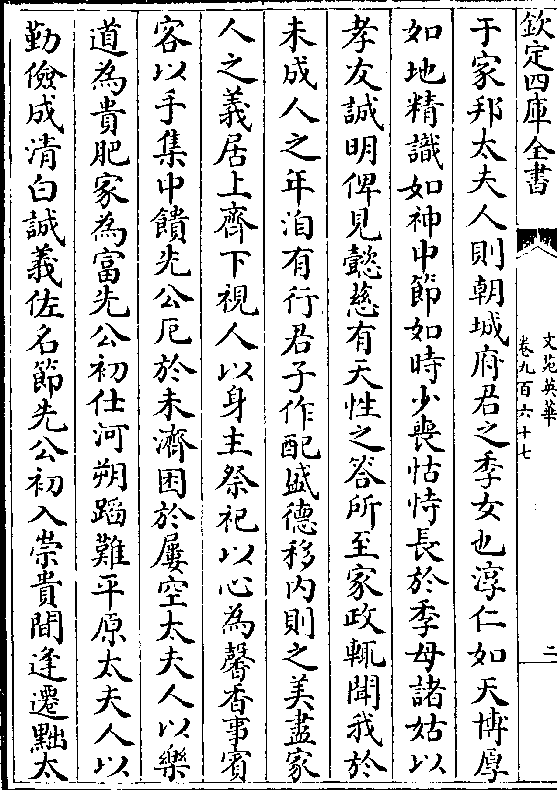 欽定四庫全書
文苑英華
卷九百六十七
二
于家邦太夫人則朝城府君之季女也淳仁如天博厚
如地精識如神中節如時少喪怙恃長於季母諸姑以
孝友誠明俾見懿慈有天性之答所至家政輒聞我於
未成人之年洎有行君子作配盛德移内則之美盡家
人之義居上齊下視人以身主祭祀以心為馨香事賓
容以手集中饋先公厄於未濟困於屢空太夫人以樂
道為貴肥家為富先公初仕河朔蹈難平原太夫人以
勤儉成清白誠義佐名節先公初入崇貴間逢遷黜太